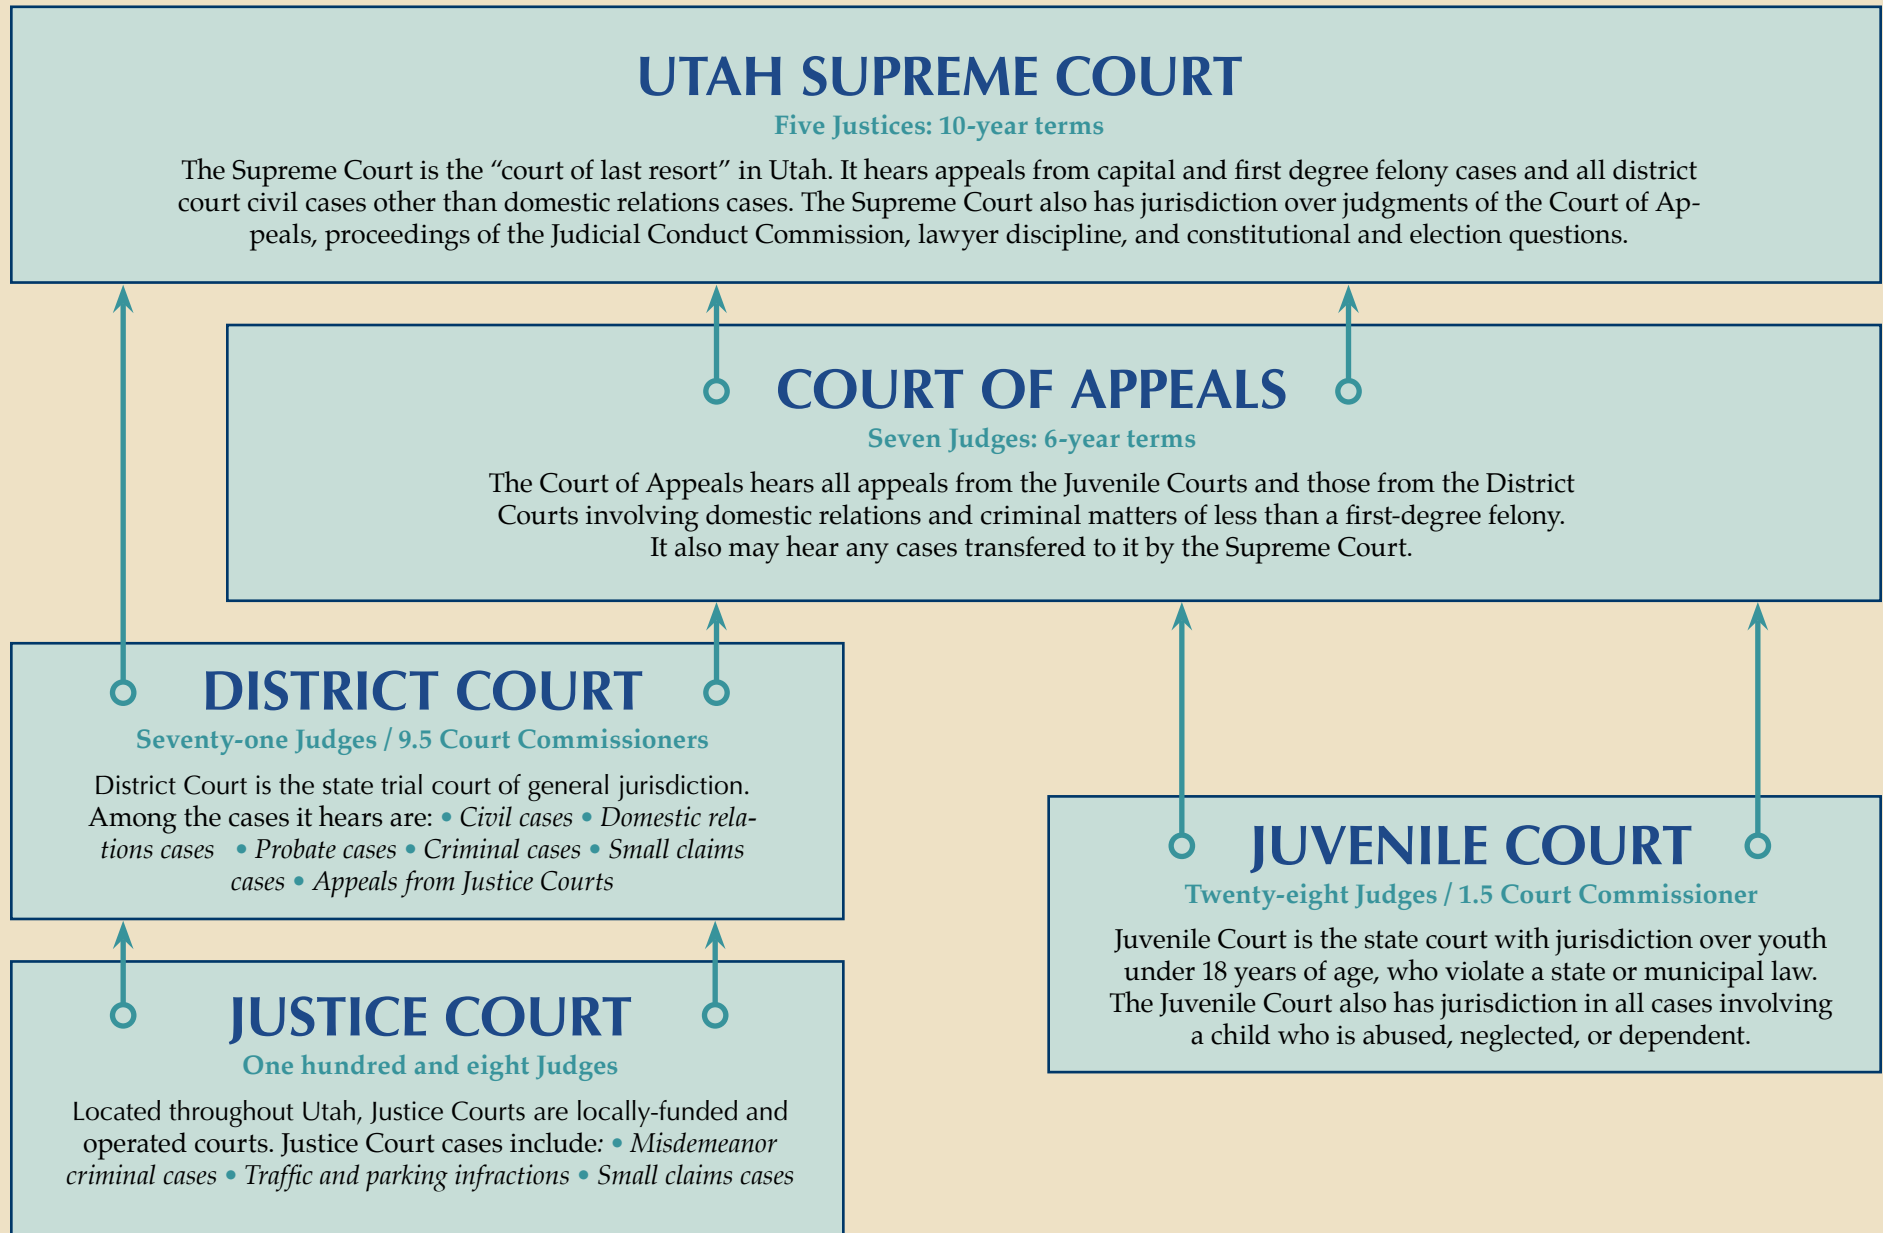 UTAH SUPREME COURT
Five Justices: 10-year terms
The Supreme Court is the “court of last resort” in Utah. It hears appeals from capital and first degree felony cases and all district
court civil cases other than domestic relations cases. The Supreme Court also has jurisdiction over judgments of the Court of Ap-
peals, proceedings of the Judicial Conduct Commission, lawyer discipline, and constitutional and election questions.
COURT OF APPEALS
Seven Judges: 6-year terms
The Court of Appeals hears all appeals from the Juvenile Courts and those from the District
Courts involving domestic relations and criminal matters of less than a first-degree felony.
It also may hear any cases transfered to it by the Supreme Court.
DISTRICT COURT
Seventy-one Judges / 9.5 Court Commissioners
District Court is the state trial court of general jurisdiction.
Among the cases it hears are: • Civil cases • Domestic rela-
tions cases • Probate cases • Criminal cases • Small claims
cases • Appeals from Justice Courts
JUVENILE COURT
Twenty-eight Judges / 1.5 Court Commissioner
Juvenile Court is the state court with jurisdiction over youth
under 18 years of age, who violate a state or municipal law.
The Juvenile Court also has jurisdiction in all cases involving
a child who is abused, neglected, or dependent.
JUSTICE COURT
One hundred and eight Judges
Located throughout Utah, Justice Courts are locally-funded and
operated courts. Justice Court cases include: • Misdemeanor
criminal cases • Traffic and parking infractions • Small claims cases